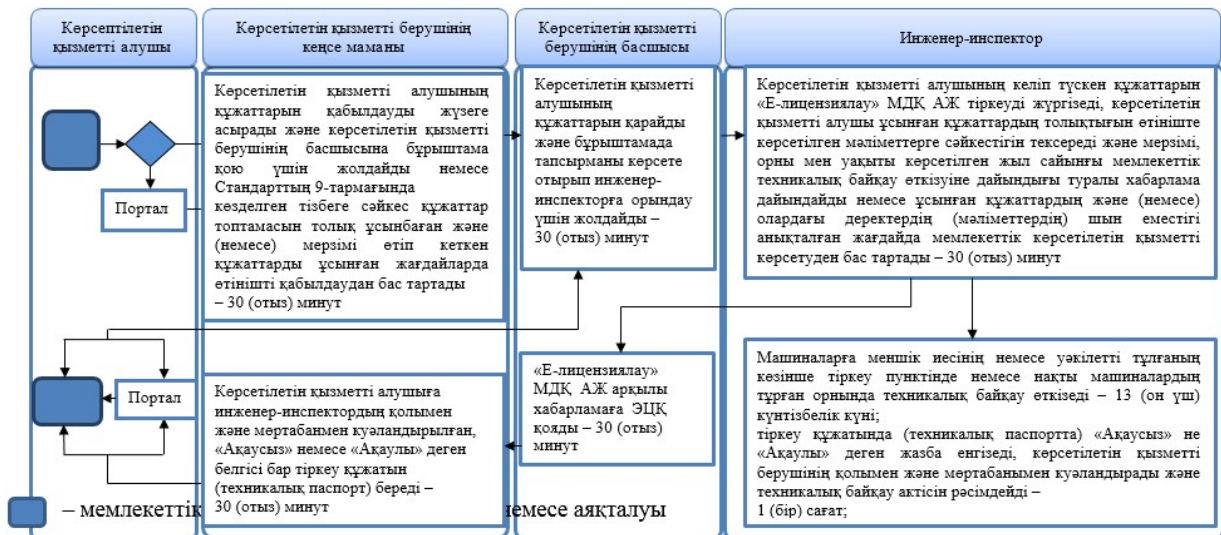 Көрсептілетін
қызметті алушы
Көрсетілетін қызметті берушінің
кеңсе маманы
Көрсетілетін қызметті
берушінің басшысы
Инженер-инспектор
Портал
Көрсетілетін қызметті алушының
құжаттарын қабылдауды жүзеге
асырады және көрсетілетін қызметті
берушінің басшысына бұрыштама
қою үшін жолдайды немесе
Стандарттың 9-тармағында
көзделген тізбеге сәйкес құжаттар
топтамасын толық ұсынбаған және
(немесе) мерзімі өтіп кеткен
құжаттарды ұсынған жағдайларда
өтінішті қабылдаудан бас тартады
– 30 (отыз) минут
Көрсетілетін қызметті
алушының
құжаттарын қарайды
және бұрыштамада
тапсырманы көрсете
отырып инженер-
инспекторға орындау
үшін жолдайды –
30 (отыз) минут
Көрсетілетін қызметті алушының келіп түскен құжаттарын
«Е-лицензиялау» МДҚ АЖ тіркеуді жүргізеді, көрсетілетін
қызметті алушы ұсынған құжаттардың толықтығын өтініште
көрсетілген мәліметтерге сәйкестігін тексереді және мерзімі,
орны мен уақыты көрсетілген жыл сайынғы мемлекеттік
техникалық байқау өткізуіне дайындығы туралы хабарлама
дайындайды немесе ұсынған құжаттардың және (немесе)
олардағы деректердің (мәліметтердің) шын еместігі
анықталған жағдайда мемлекеттік көрсетілетін қызметті
көрсетуден бас тартады – 30 (отыз) минут
Портал
Көрсетілетін қызметті алушыға
инженер-инспектордың қолымен
және мөртабанмен куәландырылған,
«Ақаусыз» немесе «Ақаулы» деген
белгісі бар тіркеу құжатын
(техникалық паспорт) береді –
30 (отыз) минут
«Е-лицензиялау»
МДҚ АЖ арқылы
хабарламаға ЭЦҚ
қояды – 30 (отыз)
минут
Машиналарға меншік иесінің немесе уәкілетті тұлғаның
көзінше тіркеу пунктінде немесе нақты машиналардың
тұрған орнында техникалық байқау өткізеді – 13 (он үш)
күнтізбелік күні;
тіркеу құжатында (техникалық паспортта) «Ақаусыз» не
«Ақаулы» деген жазба енгізеді, көрсетілетін қызметті
берушінің қолымен және мөртабанымен куәландырады және
техникалық байқау актісін рәсімдейді –
1 (бір) сағат;
– мемлекеттік немесе аяқталуы